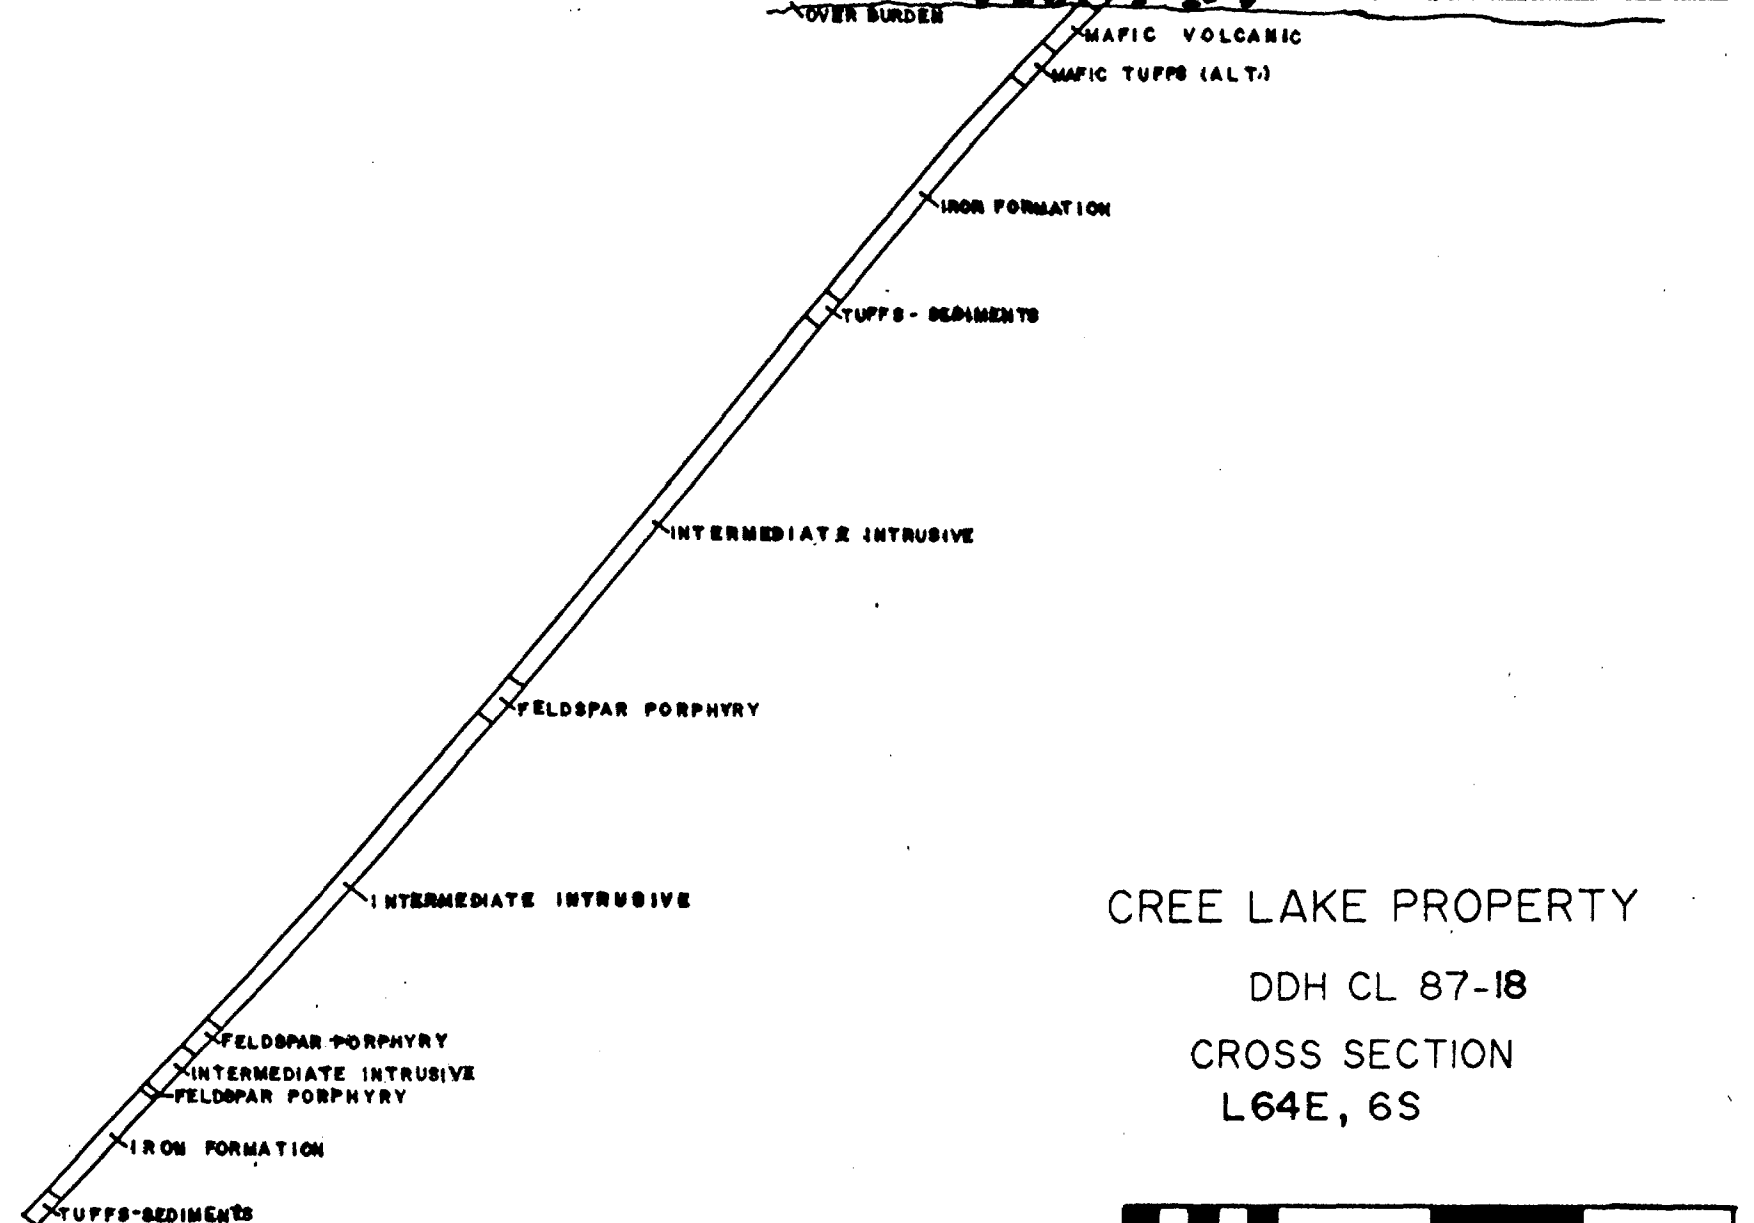 OVER BURDEN
MAFIC VOLCANIC
MAFIC TUFFS (ALT.)
IRON FORMATION
TUFFS - SEDIMENTS
INTERMEDIATE INTRUSIVE
FELDSPAR PORPHYRY
INTERMEDIATE INTRUSIVE
CREE LAKE PROPERTY
DDH CL 87-18
CROSS SECTION
L64E, 6S
FELDSPAR PORPHYRY
INTERMEDIATE INTRUSIVE
FELDSPAR PORPHYRY
IRON FORMATION
TUFFS-SEDIMENTS